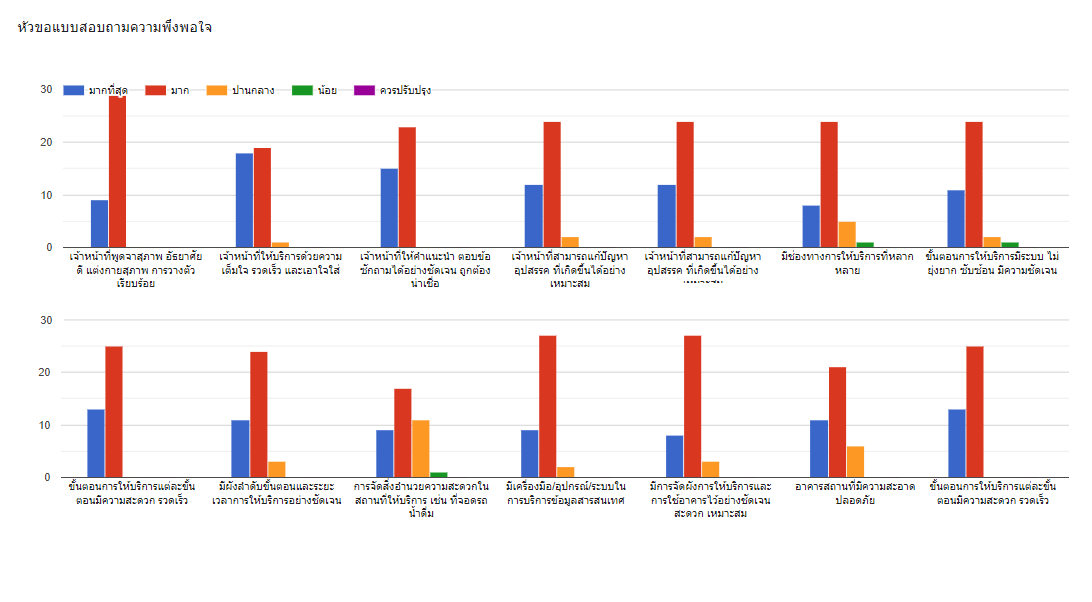 หัวขอแบบสอบถามความพึงพอใจ
30
มากที่สุด มาก ปานกลาง น้อย ควรปรับปรุง
20
10
0
เจ้าหน้าที่พูดจาสุภาพ อัธยาศัย
ดี แต่งกายสุภาพ การวางตัว
เรียบร้อย
เจ้าหน้าที่ให้บริการด้วยความ
เต็มใจ รวดเร็ว และเอาใจใส่
เจ้าหน้าที่ให้คำแนะนำ ตอบข้อ
ซักถามได้อย่างชัดเจน ถูกต้อง
น่าเชื่อ
เจ้าหน้าที่สามารถแก้ปัญหา
อุปสรรค ที่เกิดขึ้นได้อย่าง
เหมาะสม
เจ้าหน้าที่สามารถแก้ปัญหา
อุปสรรค ที่เกิดขึ้นได้อย่าง
เหมาะสม
มีช่องทางการให้บริการที่หลาก
หลาย
ขั้นตอนการให้บริการมีระบบ ไม่
ยุ่งยาก ซับซ้อน มีความชัดเจน
30
20
10
0
ขั้นตอนการให้บริการแต่ละขั้น
ตอนมีความสะดวก รวดเร็ว
มีผังลำดับขั้นตอนและระยะ
เวลาการให้บริการอย่างชัดเจน
การจัดสิ่งอำนวยความสะดวกใน
สถานที่ให้บริการ เช่น ที่จอดรถ
น้ำดื่ม
มีเครื่องมือ/อุปกรณ์/ระบบใน
การบริการข้อมูลสารสนเทศ
มีการจัดผังการให้บริการและ
การใช้อาคารไว้อย่างชัดเจน
สะดวก เหมาะสม
อาคารสถานที่มีความสะอาด
ปลอดภัย
ขั้นตอนการให้บริการแต่ละขั้น
ตอนมีความสะดวก รวดเร็ว